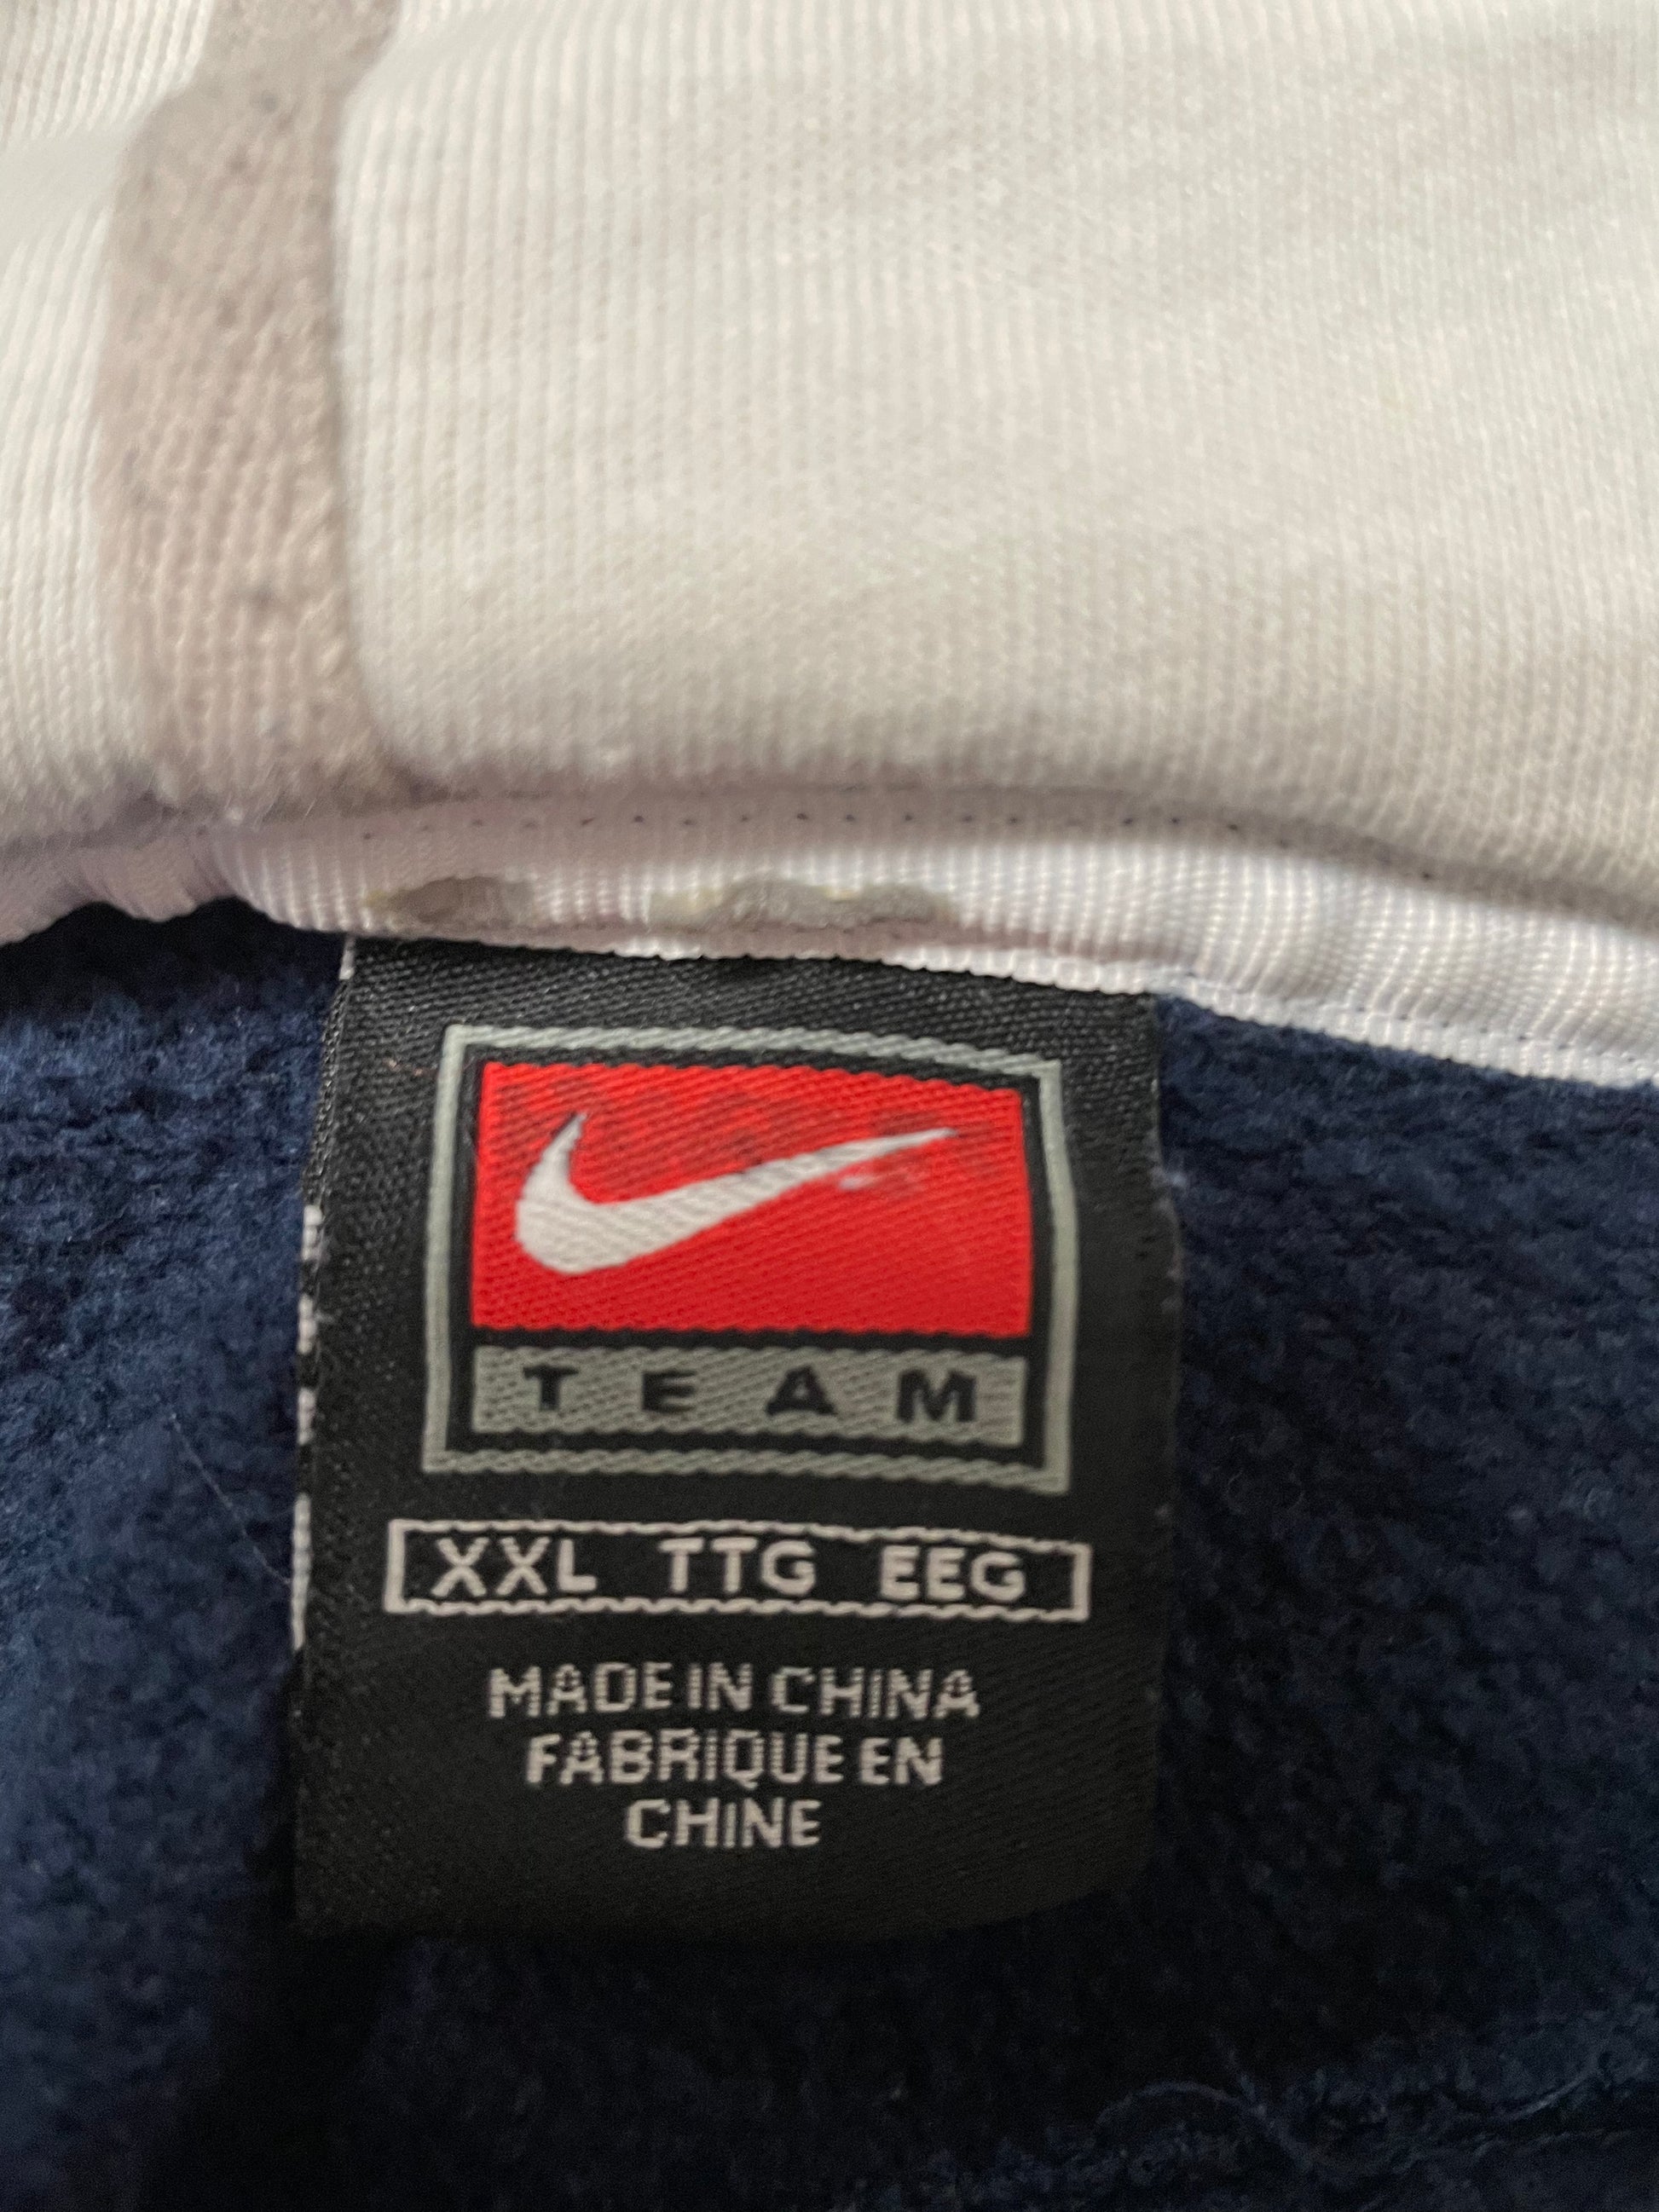 TEAM
XXL TTG EEG
MADE IN CHINA
FABRIQUE EN
CHINE